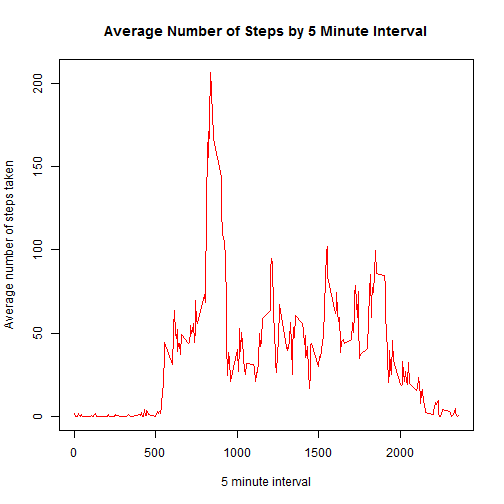 Average Number of Steps by 5 Minute Interval
Average number of steps taken
200
150
100
50
0
0 500 1000 1500 2000
5 minute interval